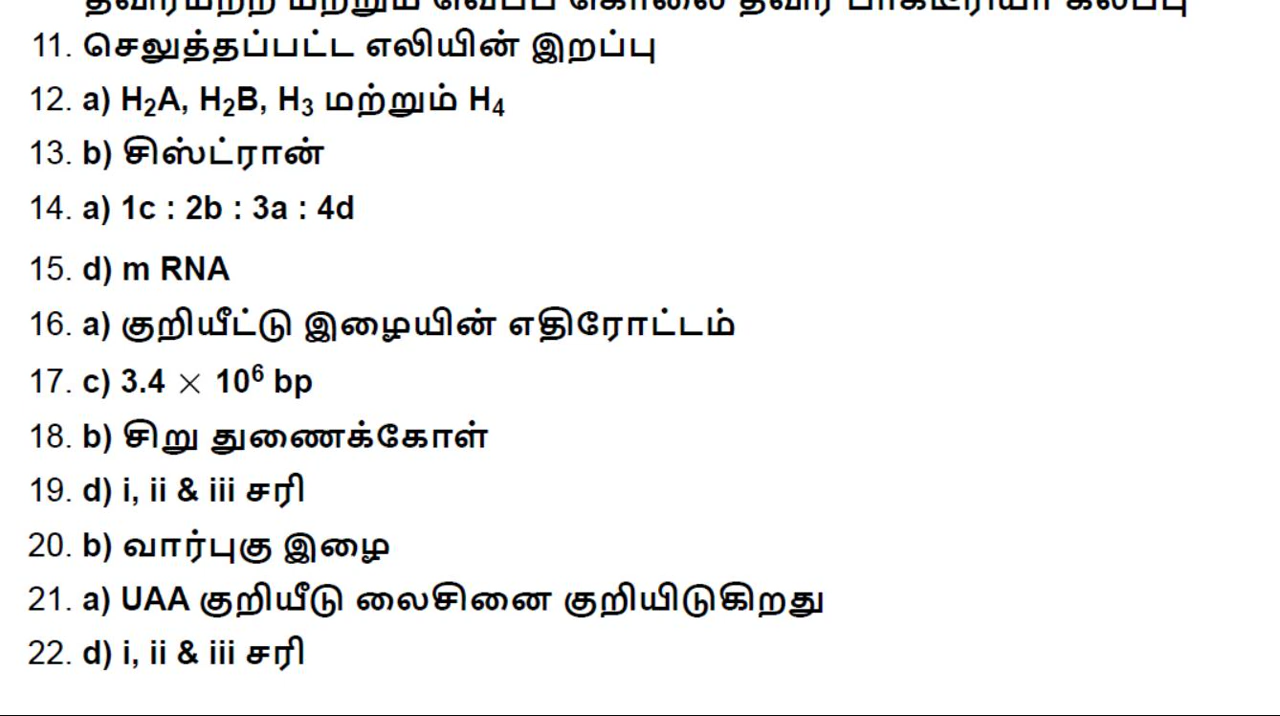 11. செலுத்தப்பட்ட எலியின் இறப்பு
12. a) H₂A, H₂B, H₃ மற்றும் H₄
13. b) சிஸ்ட்ரான்
14. a) 1c : 2b : 3a : 4d
15. d) m RNA
16. a) குறியீட்டு இழையின் எதிரோட்டம்
17. c) 3.4 × 10⁶ bp
18. b) சிறு துணைக்கோள்
19. d) i, ii & iii சரி
20. b) வார்புகு இழை
21. a) UAA குறியீடு லைசினை குறியிடுகிறது
22. d) i, ii & iii சரி